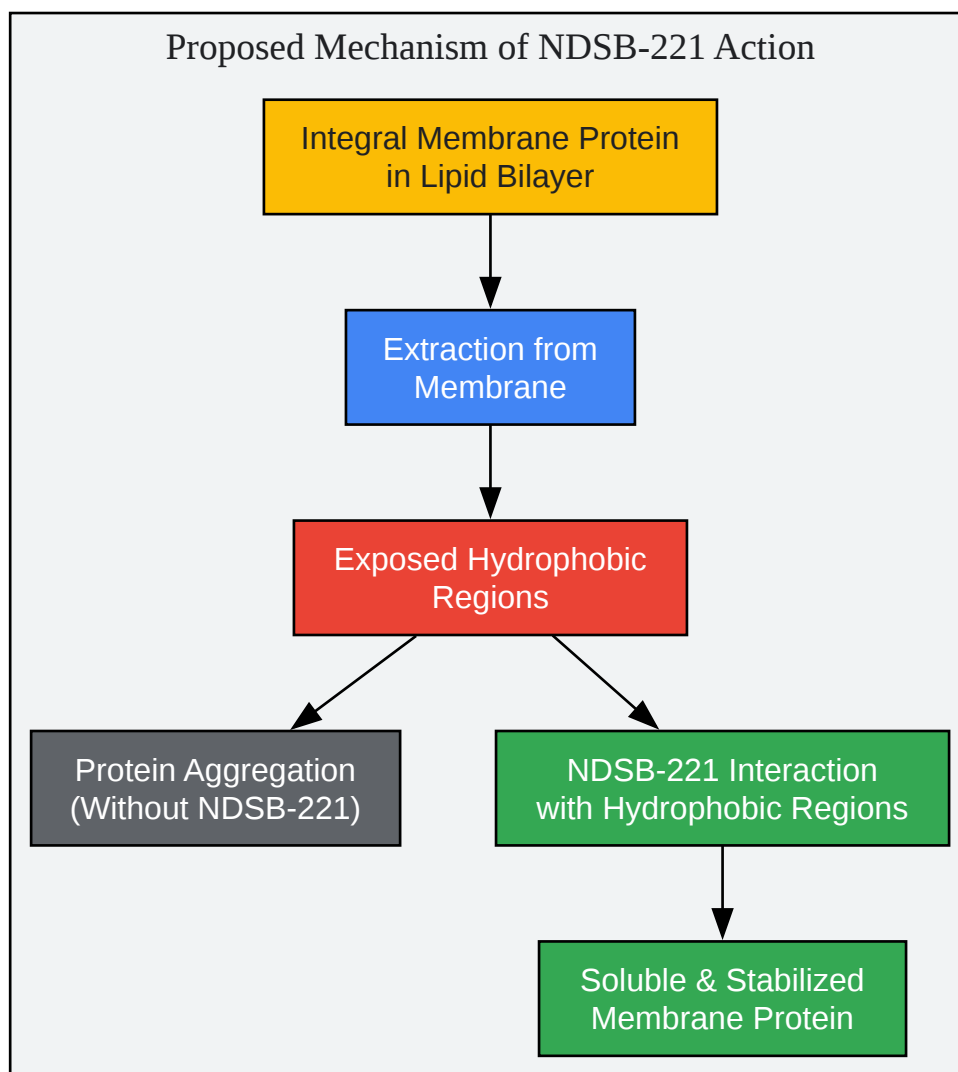 Proposed Mechanism of NDSB-221 Action
Integral Membrane Protein
in Lipid Bilayer
Extraction from
Membrane
Exposed Hydrophobic
Regions
Protein Aggregation
(Without NDSB-221)
NDSB-221 Interaction
with Hydrophobic Regions
Soluble & Stabilized
Membrane Protein